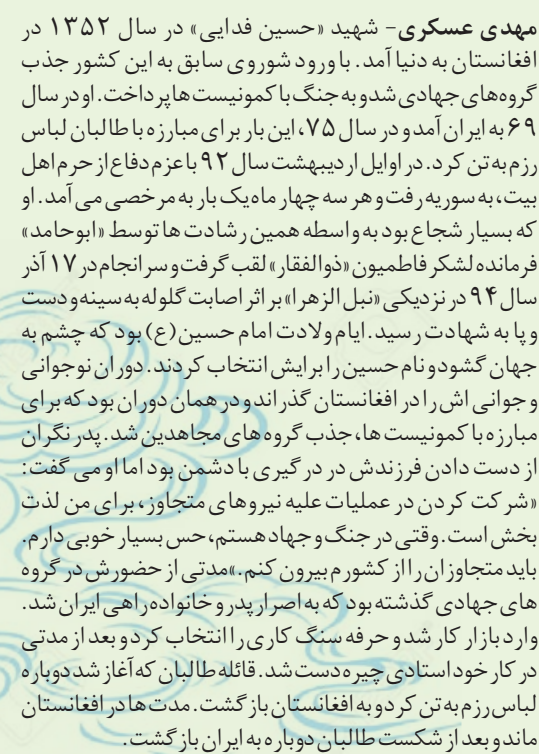 مهدی عسکری- شهید «حسین فدایی» در سال ۱۳۵۲ در
افغانستان به دنیا آمد. با ورود شوروی سابق به این کشور جذب
گروه‌های جهادی شد و به جنگ با کمونیست‌ها پرداخت. او در سال
۶۹ به ایران آمد و در سال ۷۵، این بار برای مبارزه با طالبان لباس
رزم به تن کرد. در اوایل اردیبهشت سال ۹۲ با عزم دفاع از حرم اهل
بیت، به سوریه رفت و هر سه چهار ماه یک بار به مرخصی می آمد. او
که بسیار شجاع بود به واسطه همین رشادت ها توسط «ابوحامد»
فرمانده لشکر فاطمیون «ذوالفقار» لقب گرفت و سرانجام در ۱۷ آذر
سال ۹۴ در نزدیکی «نبل الزهرا» بر اثر اصابت گلوله به سینه و دست
و پا به شهادت رسید. ایام ولادت امام حسین (ع) بود که چشم به
جهان گشود و نام حسین را برایش انتخاب کردند. دوران نوجوانی
و جوانی اش را در افغانستان گذراند و در همان دوران بود که برای
مبارزه با کمونیست ها، جذب گروه های مجاهدین شد. پدر نگران
از دست دادن فرزندش در درگیری با دشمن بود اما او می گفت:
«شرکت کردن در عملیات علیه نیروهای متجاوز، برای من لذت
بخش است. وقتی در جنگ و جهاد هستم، حس بسیار خوبی دارم.
باید متجاوزان را از کشورم بیرون کنم.» مدتی از حضورش در گروه
های جهادی گذشته بود که به اصرار پدر و خانواده راهی ایران شد.
وارد بازار کار شد و حرفه سنگ کاری را انتخاب کرد و بعد از مدتی
در کار خود استادی چیره دست شد. قائله طالبان که آغاز شد دوباره
لباس رزم به تن کرد و به افغانستان بازگشت. مدت ها در افغانستان
ماند و بعد از شکست طالبان دوباره به ایران بازگشت.